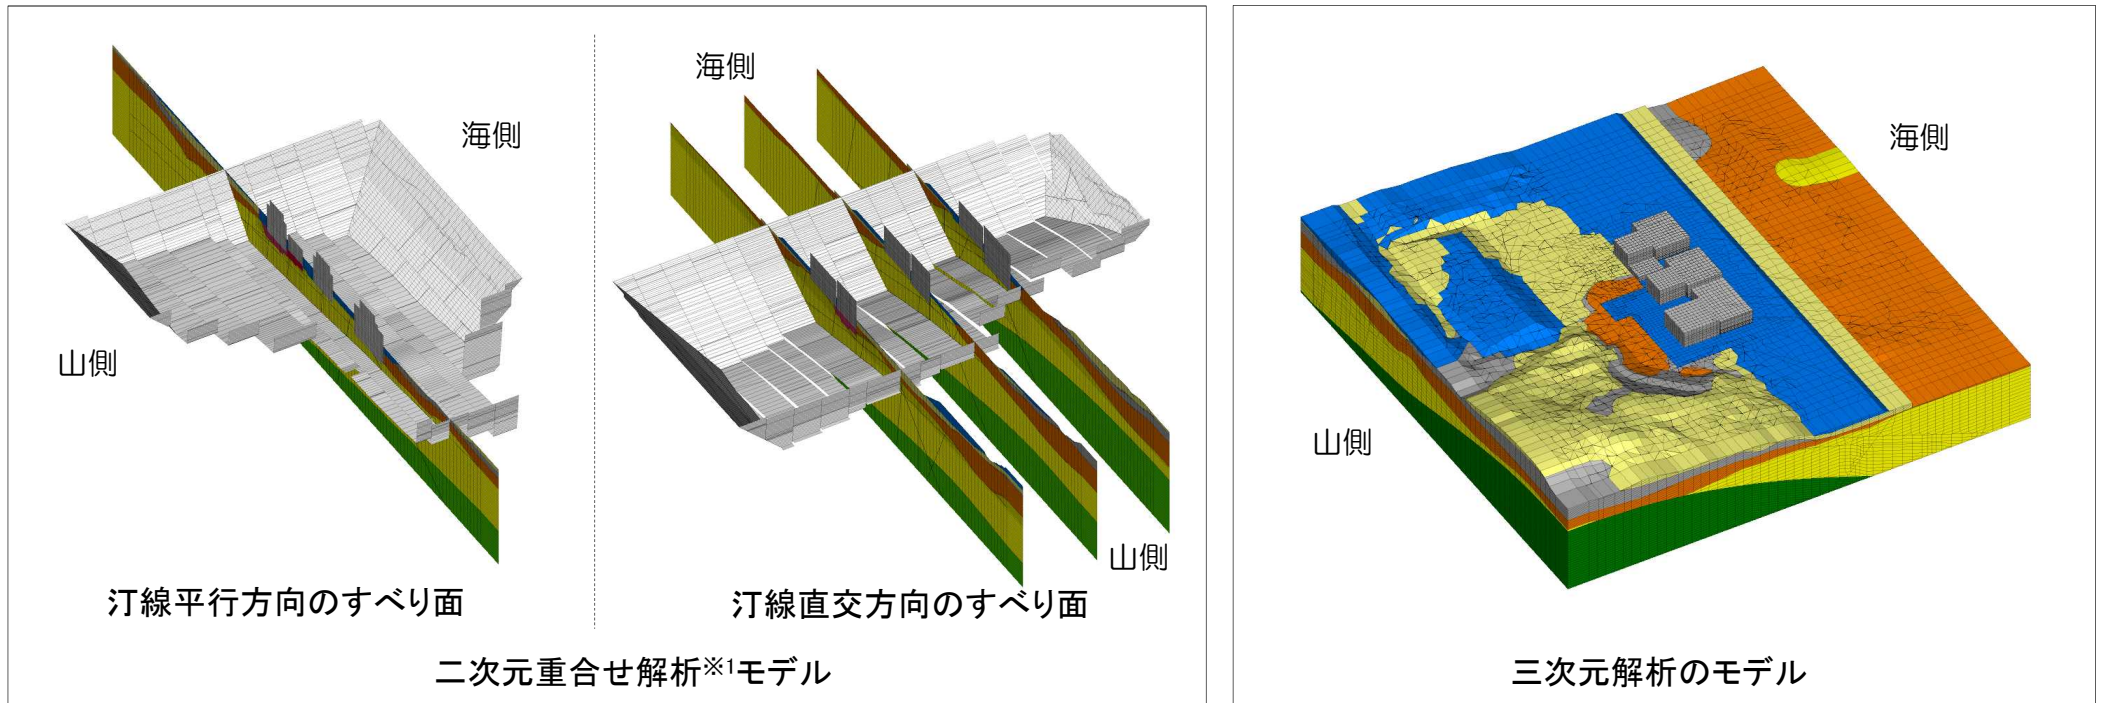 海側
山側
汀線平行方向のすべり面
海側
山側
汀線直交方向のすべり面
二次元重合せ解析※1モデル
海側
山側
三次元解析のモデル